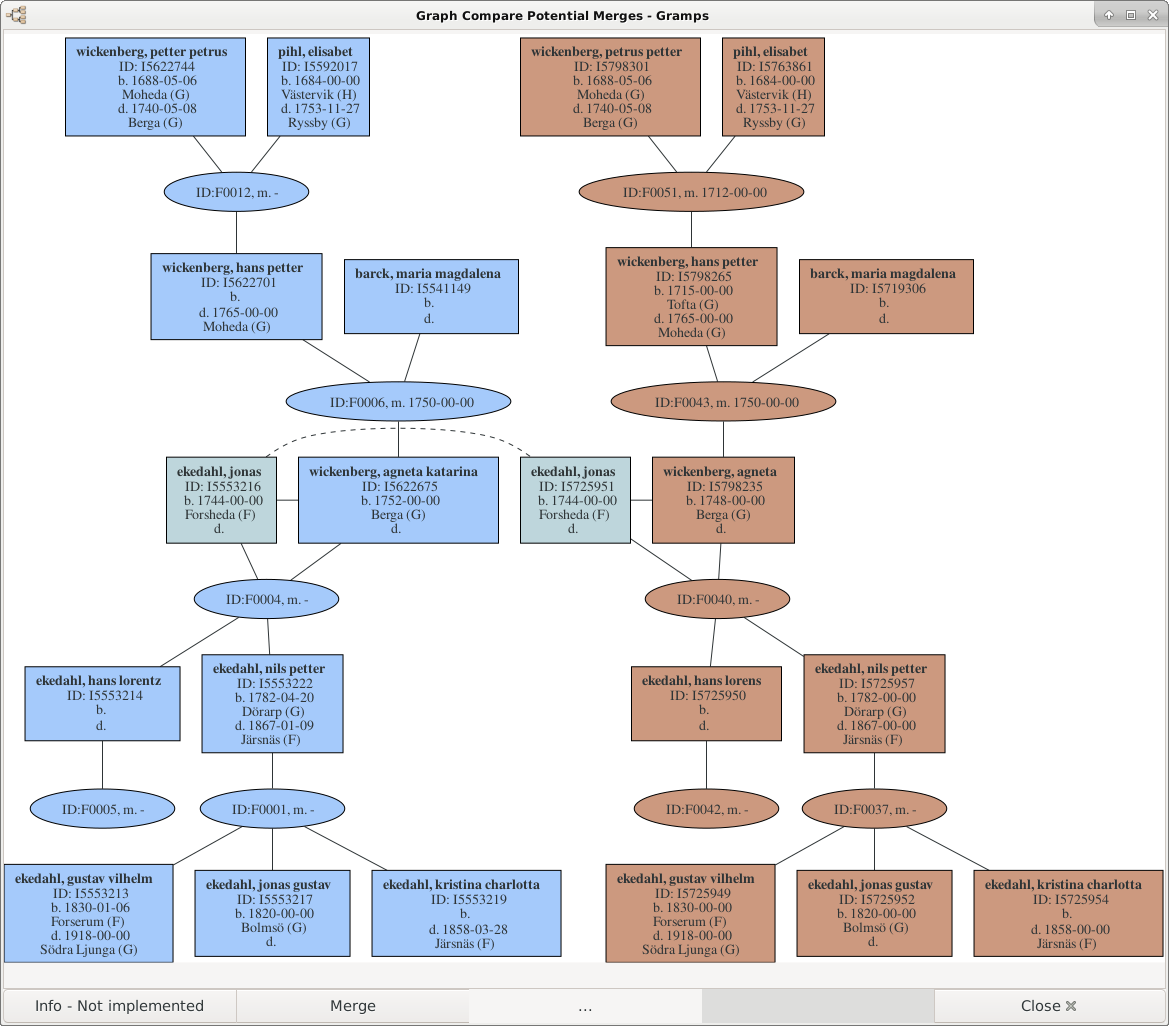 Graph Compare Potential Merges - Gramps
wickenberg, petter petrus
ID: I5622744
b. 1688-05-06
Moheda (G)
d. 1740-05-08
Berga (G)
pihl, elisabet
ID: I5592017
b. 1684-00-00
Västervik (H)
d. 1753-11-27
Ryssby (G)
wickenberg, petrus petter
ID: I5798301
b. 1688-05-06
Moheda (G)
d. 1740-05-08
Berga (G)
pihl, elisabet
ID: I5763861
b. 1684-00-00
Västervik (H)
d. 1753-11-27
Ryssby (G)
ID:F0012, m. -
ID:F0051, m. 1712-00-00
wickenberg, hans petter
ID: I5622701
b.
d. 1765-00-00
Moheda (G)
barck, maria magdalena
ID: I5541149
b.
d.
wickenberg, hans petter
ID: I5798265
b. 1715-00-00
Tofta (G)
d. 1765-00-00
Moheda (G)
barck, maria magdalena
ID: I5719306
b.
d.
ID:F0006, m. 1750-00-00
ID:F0043, m. 1750-00-00
ekedahl, jonas
ID: I5553216
b. 1744-00-00
Forsheda (F)
d.
wickenberg, agneta katarina
ID: I5622675
b. 1752-00-00
Berga (G)
d.
ekedahl, jonas
ID: I5725951
b. 1744-00-00
Forsheda (F)
d.
wickenberg, agneta
ID: I5798235
b. 1748-00-00
Berga (G)
d.
ID:F0004, m. -
ID:F0040, m. -
ekedahl, hans lorentz
ID: I5553214
b.
d.
ekedahl, nils petter
ID: I5553222
b. 1782-04-20
Dörarp (G)
d. 1867-01-09
Järsnäs (F)
ekedahl, hans lorens
ID: I5725950
b.
d.
ekedahl, nils petter
ID: I5725957
b. 1782-00-00
Dörarp (G)
d. 1867-00-00
Järsnäs (F)
ID:F0005, m. -
ID:F0001, m. -
ID:F0042, m. -
ID:F0037, m. -
ekedahl, gustav vilhelm
ID: I5553213
b. 1830-01-06
Forserum (F)
d. 1918-00-00
Södra Ljunga (G)
ekedahl, jonas gustav
ID: I5553217
b. 1820-00-00
Bolmsö (G)
d.
ekedahl, kristina charlotta
ID: I5553219
b.
d. 1858-03-28
Järsnäs (F)
ekedahl, gustav vilhelm
ID: I5725949
b. 1830-00-00
Forserum (F)
d. 1918-00-00
Södra Ljunga (G)
ekedahl, jonas gustav
ID: I5725952
b. 1820-00-00
Bolmsö (G)
d.
ekedahl, kristina charlotta
ID: I5725954
b.
d. 1858-00-00
Järsnäs (F)
Info - Not implemented
Merge
...
Close